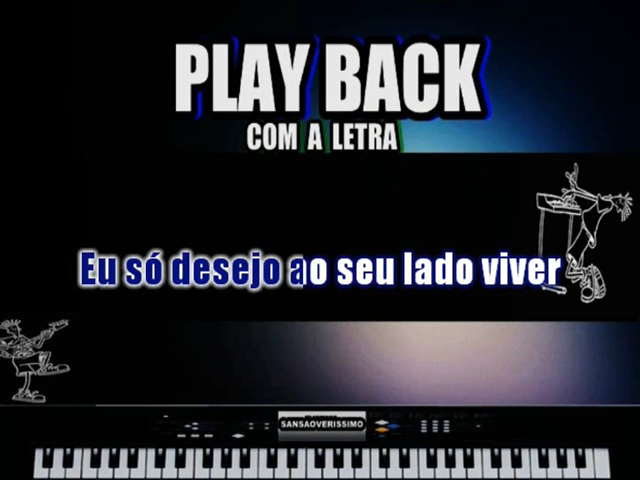 PLAY BACK
COM A LETRA
Eu só desejo ao seu lado viver
SANSAOVERISSIMO